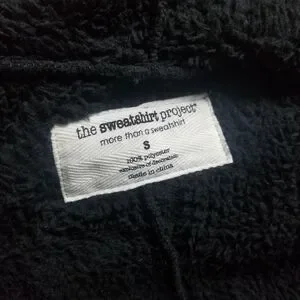 the sweatshirt project
more than a sweatshirt
S
100% polyester
exclusive of decoration
made in china